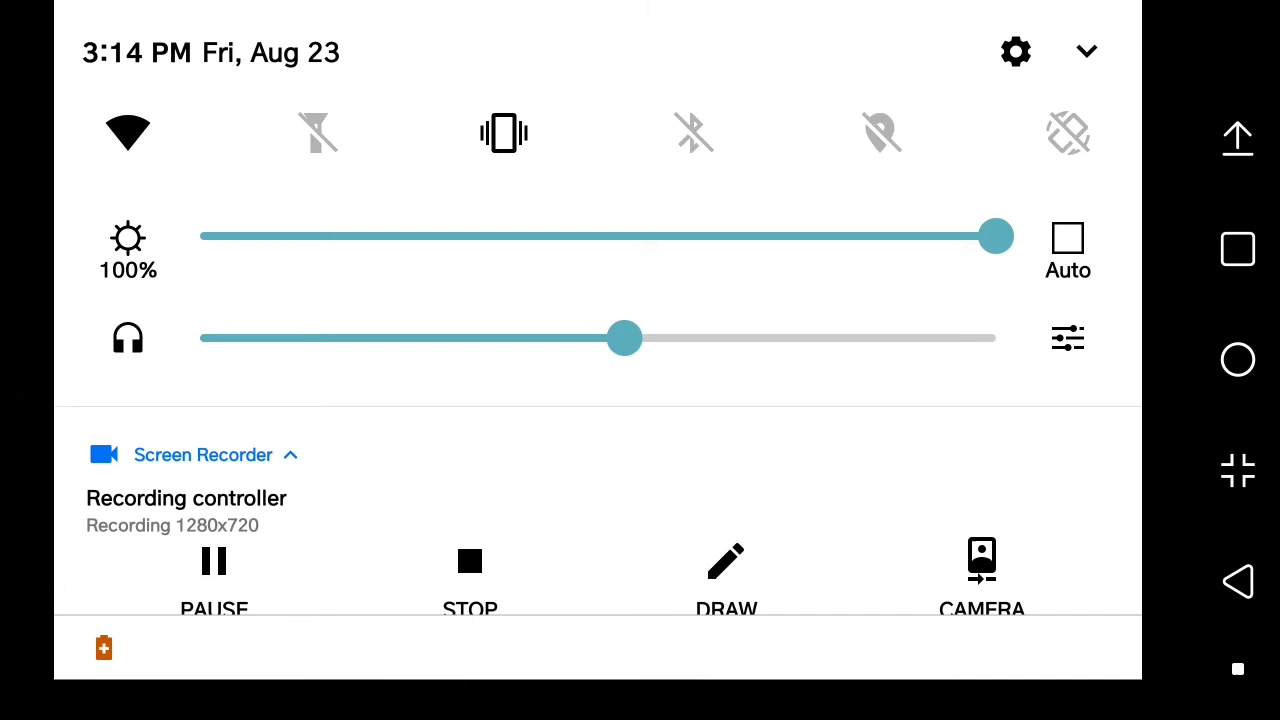 3:14 PM Fri, Aug 23
100%
Auto
Screen Recorder
Recording controller
Recording 1280x720
PAUSE
STOP
DRAW
CAMERA